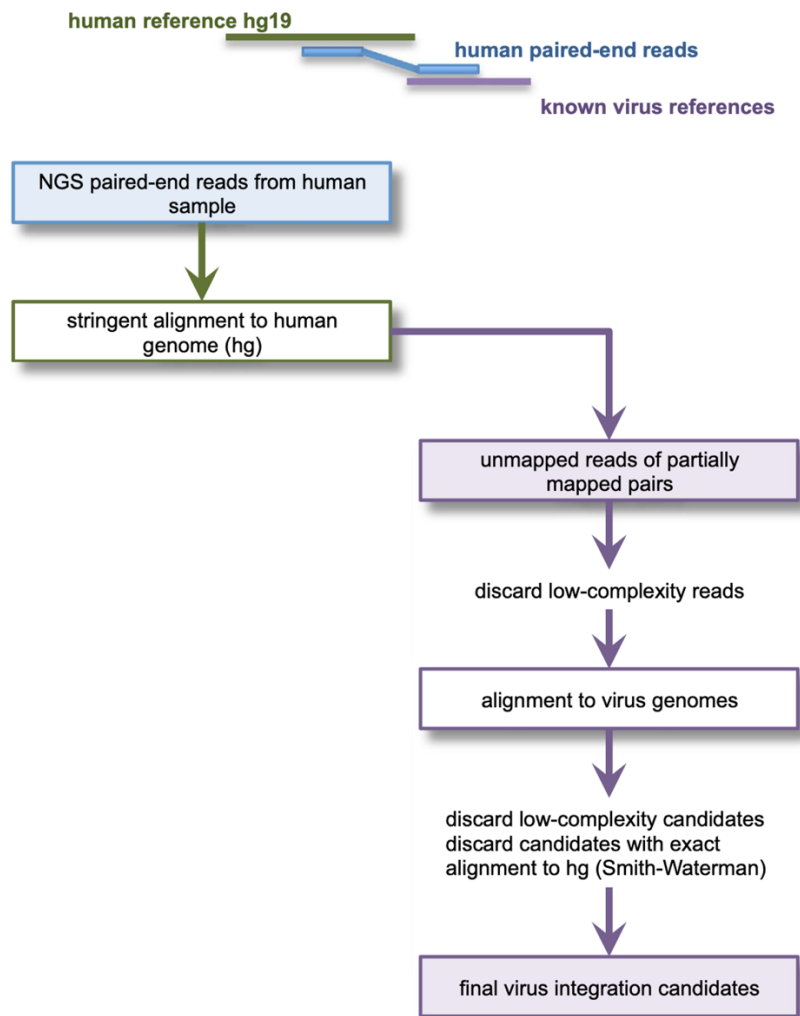 human reference hg19
human paired-end reads
known virus references
NGS paired-end reads from human
sample
stringent alignment to human
genome (hg)
unmapped reads of partially
mapped pairs
discard low-complexity reads
alignment to virus genomes
discard low-complexity candidates
discard candidates with exact
alignment to hg (Smith-Waterman)
final virus integration candidates